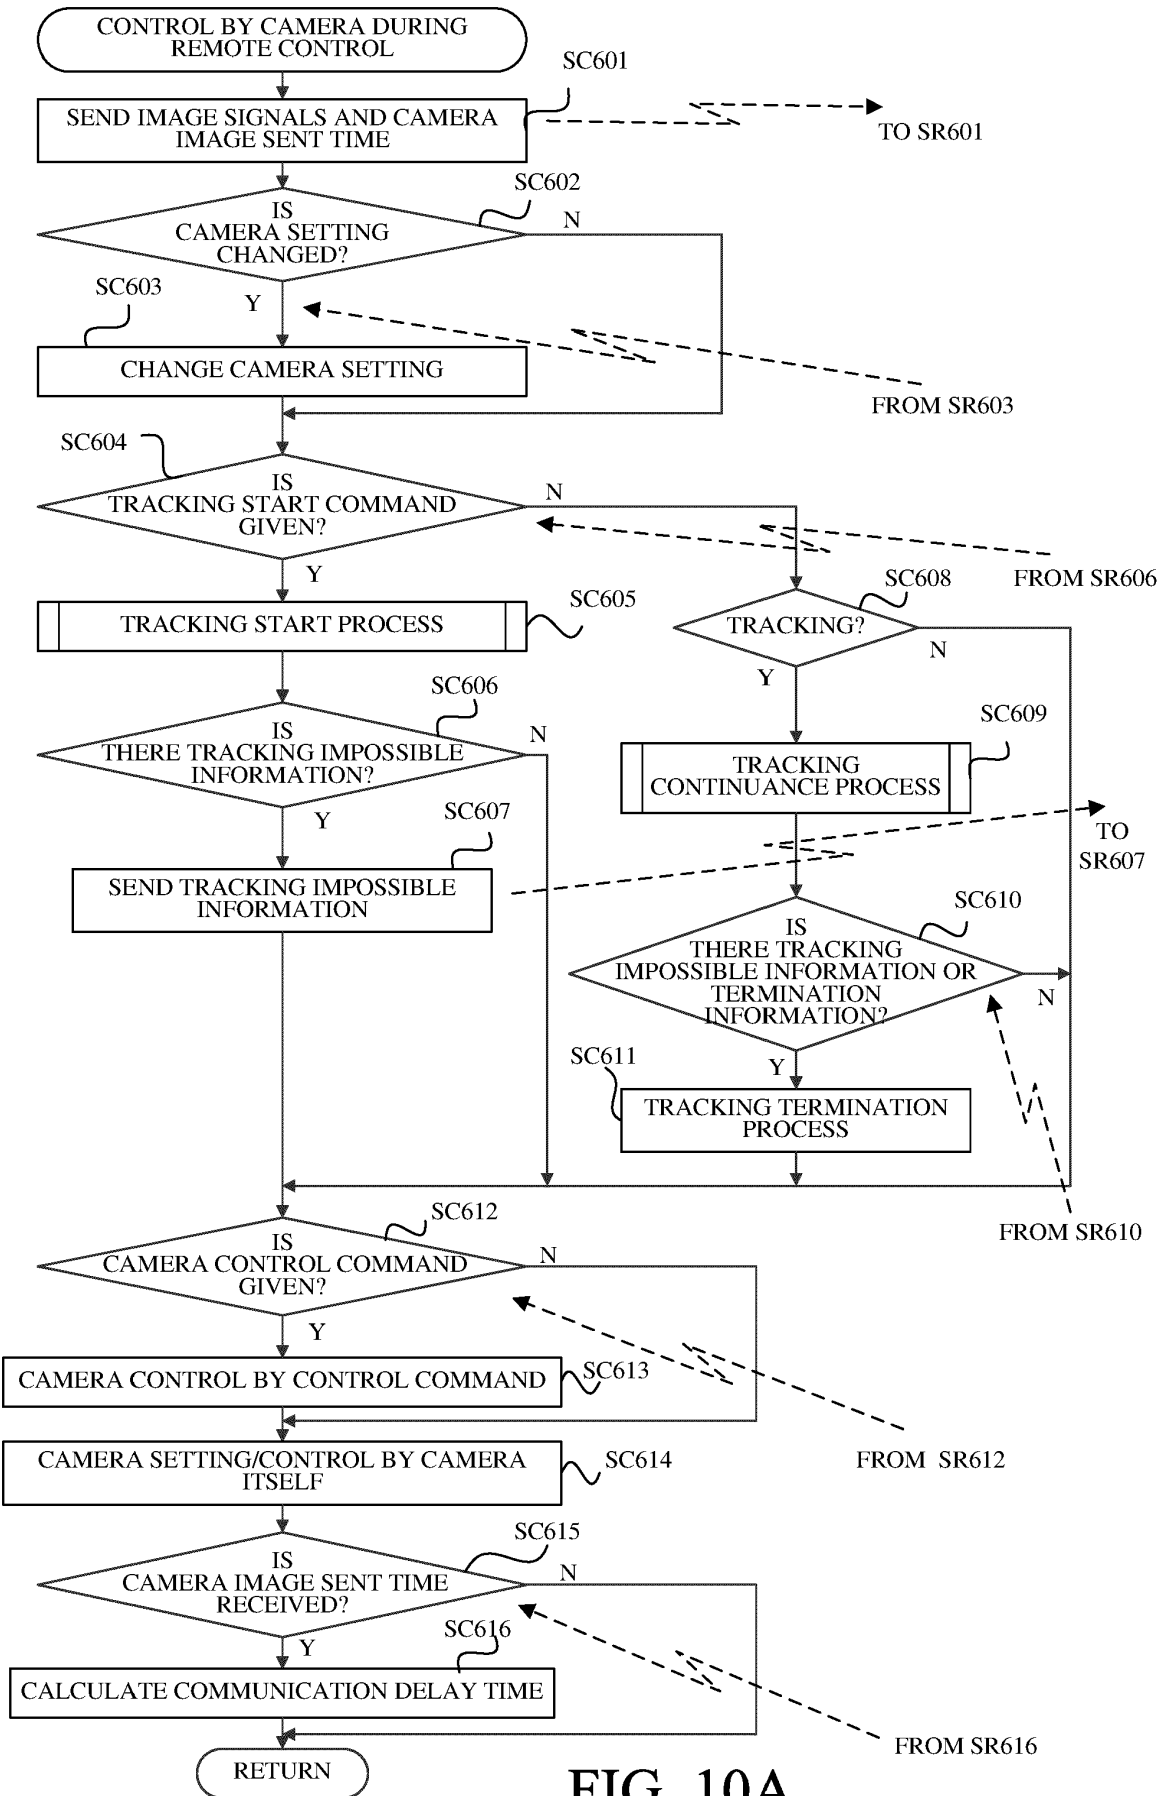 CONTROL BY CAMERA DURING
REMOTE CONTROL
SC601
SEND IMAGE SIGNALS AND CAMERA
IMAGE SENT TIME
TO SR601
SC602
IS
CAMERA SETTING
CHANGED?
N
Y
SC603
CHANGE CAMERA SETTING
FROM SR603
SC604
IS
TRACKING START COMMAND
GIVEN?
N
Y
FROM SR606
SC605
TRACKING START PROCESS
SC608
TRACKING?
N
Y
SC606
IS
THERE TRACKING IMPOSSIBLE
INFORMATION?
N
Y
SC609
TRACKING
CONTINUANCE PROCESS
SC607
SEND TRACKING IMPOSSIBLE
INFORMATION
TO
SR607
SC610
IS
THERE TRACKING
IMPOSSIBLE INFORMATION OR
TERMINATION
INFORMATION?
N
Y
SC611
TRACKING TERMINATION
PROCESS
FROM SR610
SC612
IS
CAMERA CONTROL COMMAND
GIVEN?
N
Y
SC613
CAMERA CONTROL BY CONTROL COMMAND
FROM SR612
SC614
CAMERA SETTING/CONTROL BY CAMERA
ITSELF
SC615
IS
CAMERA IMAGE SENT TIME
RECEIVED?
N
Y
SC616
CALCULATE COMMUNICATION DELAY TIME
FROM SR616
RETURN
FIG. 10A